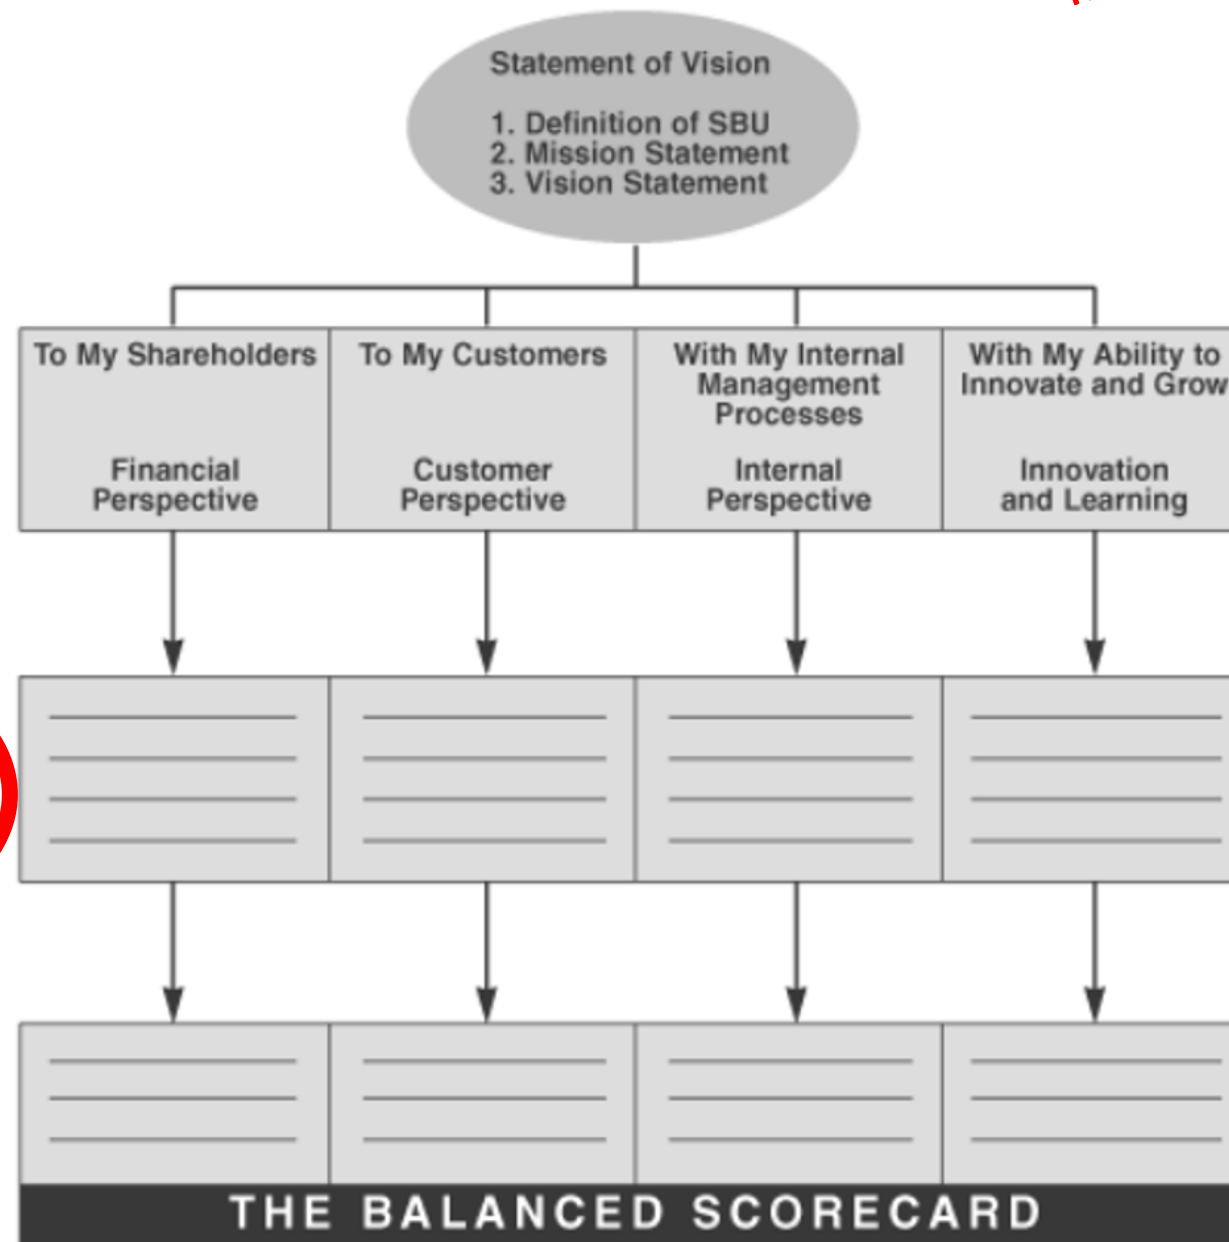 Statement of Vision
1. Definition of SBU
2. Mission Statement
3. Vision Statement
To My Shareholders
Financial
Perspective
To My Customers
Customer
Perspective
With My Internal
Management
Processes
Internal
Perspective
With My Ability to
Innovate and Grow
Innovation
and Learning
THE BALANCED SCORECARD